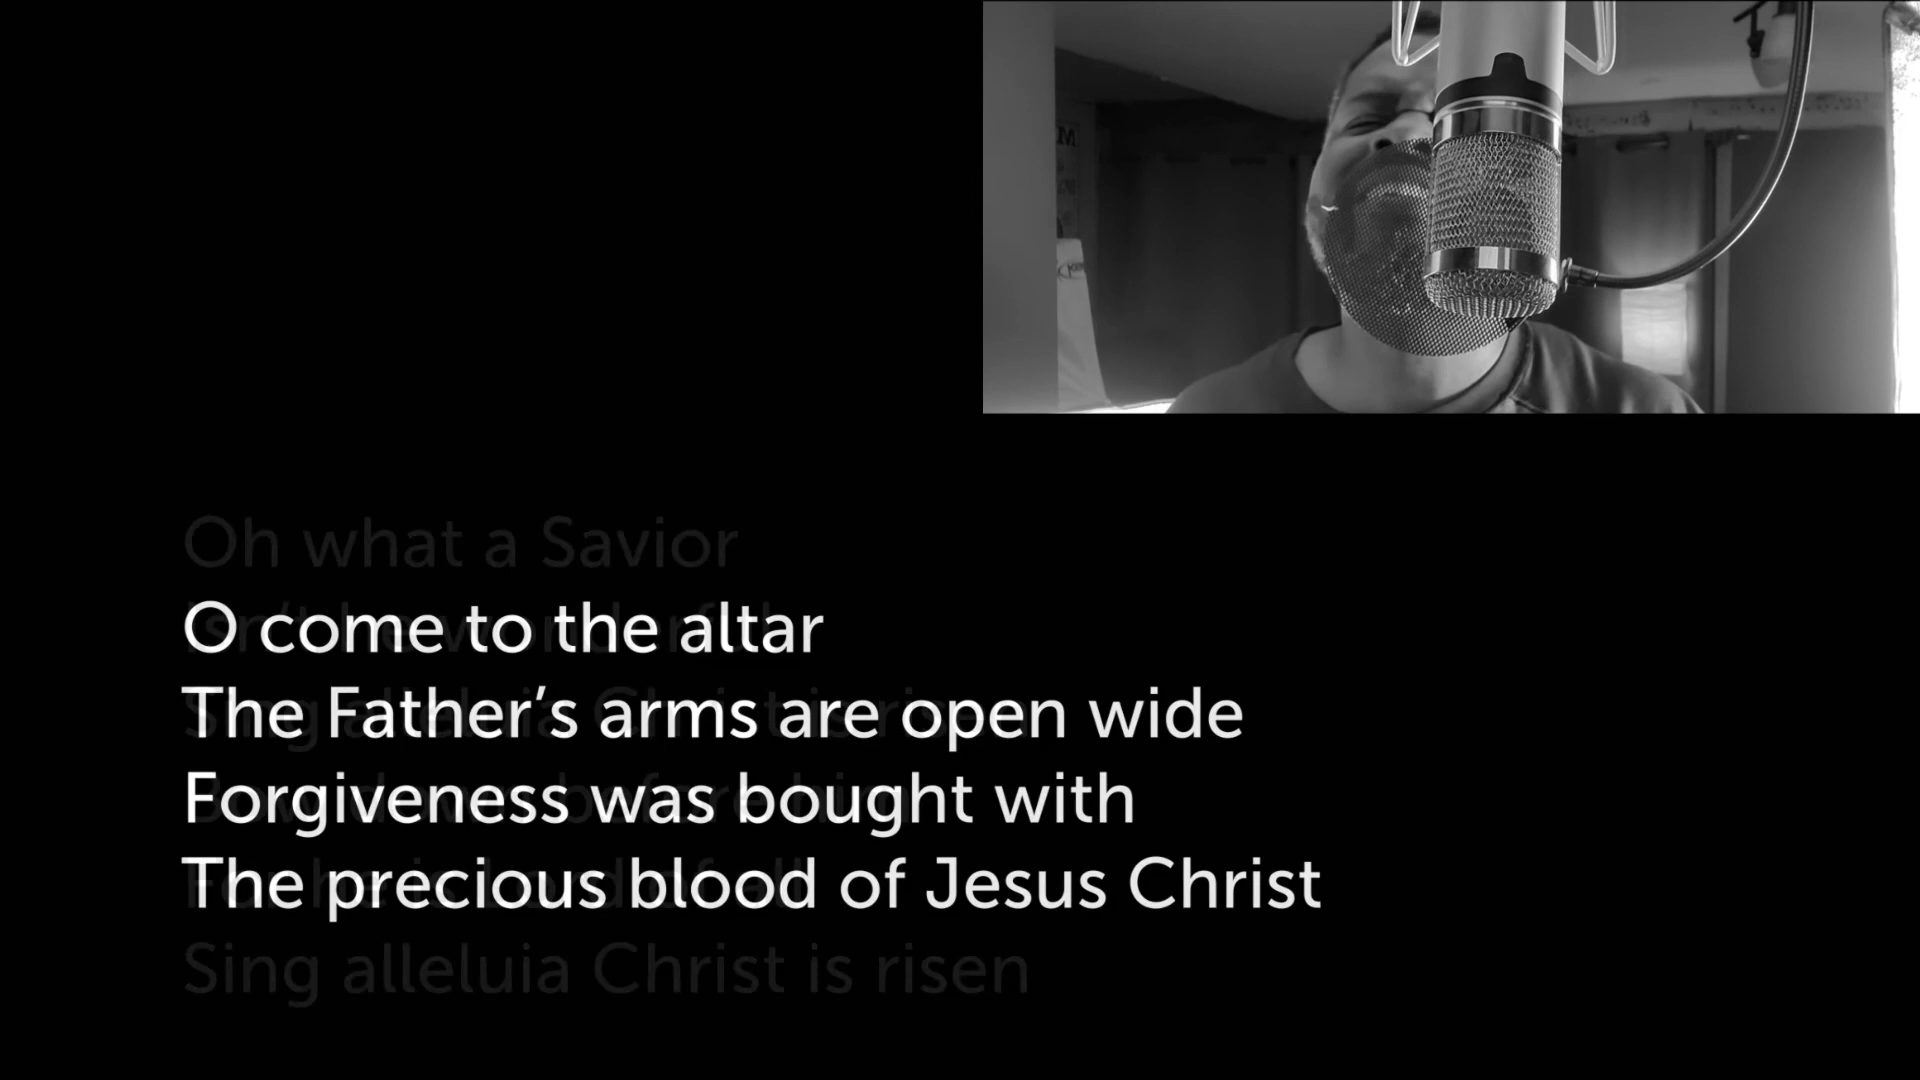 Oh what a Savior
O come to the altar
The Father’s arms are open wide
Forgiveness was bought with
The precious blood of Jesus Christ
Sing alleluia Christ is risen